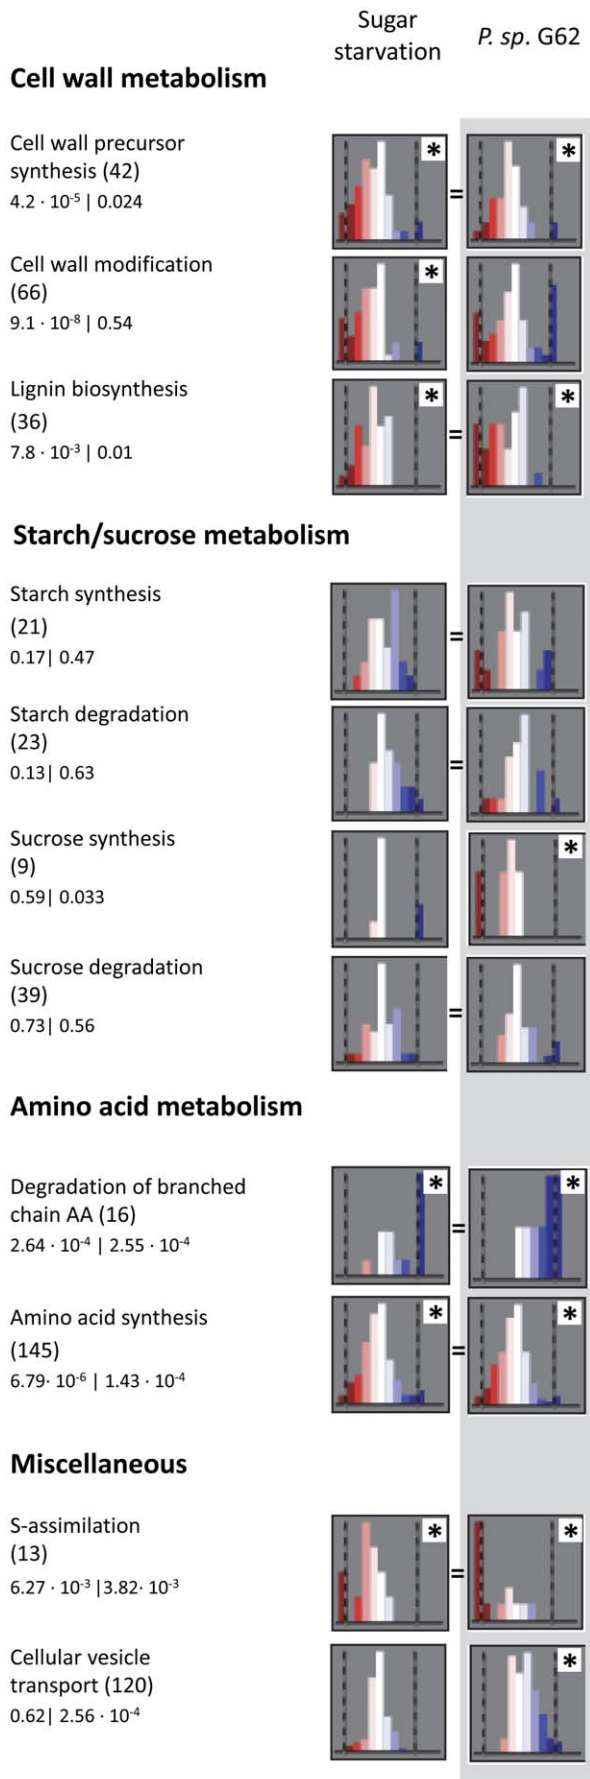 Sugar
starvation
P. sp. G62
Cell wall metabolism
Cell wall precursor
synthesis (42)
4.2 · 10⁻⁵ | 0.024
* = *
Cell wall modification
(66)
9.1 · 10⁻⁸ | 0.54
*
Lignin biosynthesis
(36)
7.8 · 10⁻³ | 0.01
* = *
Starch/sucrose metabolism
Starch synthesis
(21)
0.17| 0.47
=
Starch degradation
(23)
0.13| 0.63
=
Sucrose synthesis
(9)
0.59| 0.033
*
Sucrose degradation
(39)
0.73| 0.56
=
Amino acid metabolism
Degradation of branched
chain AA (16)
2.64 · 10⁻⁴ | 2.55 · 10⁻⁴
* = *
Amino acid synthesis
(145)
6.79· 10⁻⁶ | 1.43 · 10⁻⁴
* = *
Miscellaneous
S-assimilation
(13)
6.27 · 10⁻³ |3.82· 10⁻³
* = *
Cellular vesicle
transport (120)
0.62| 2.56 · 10⁻⁴
*